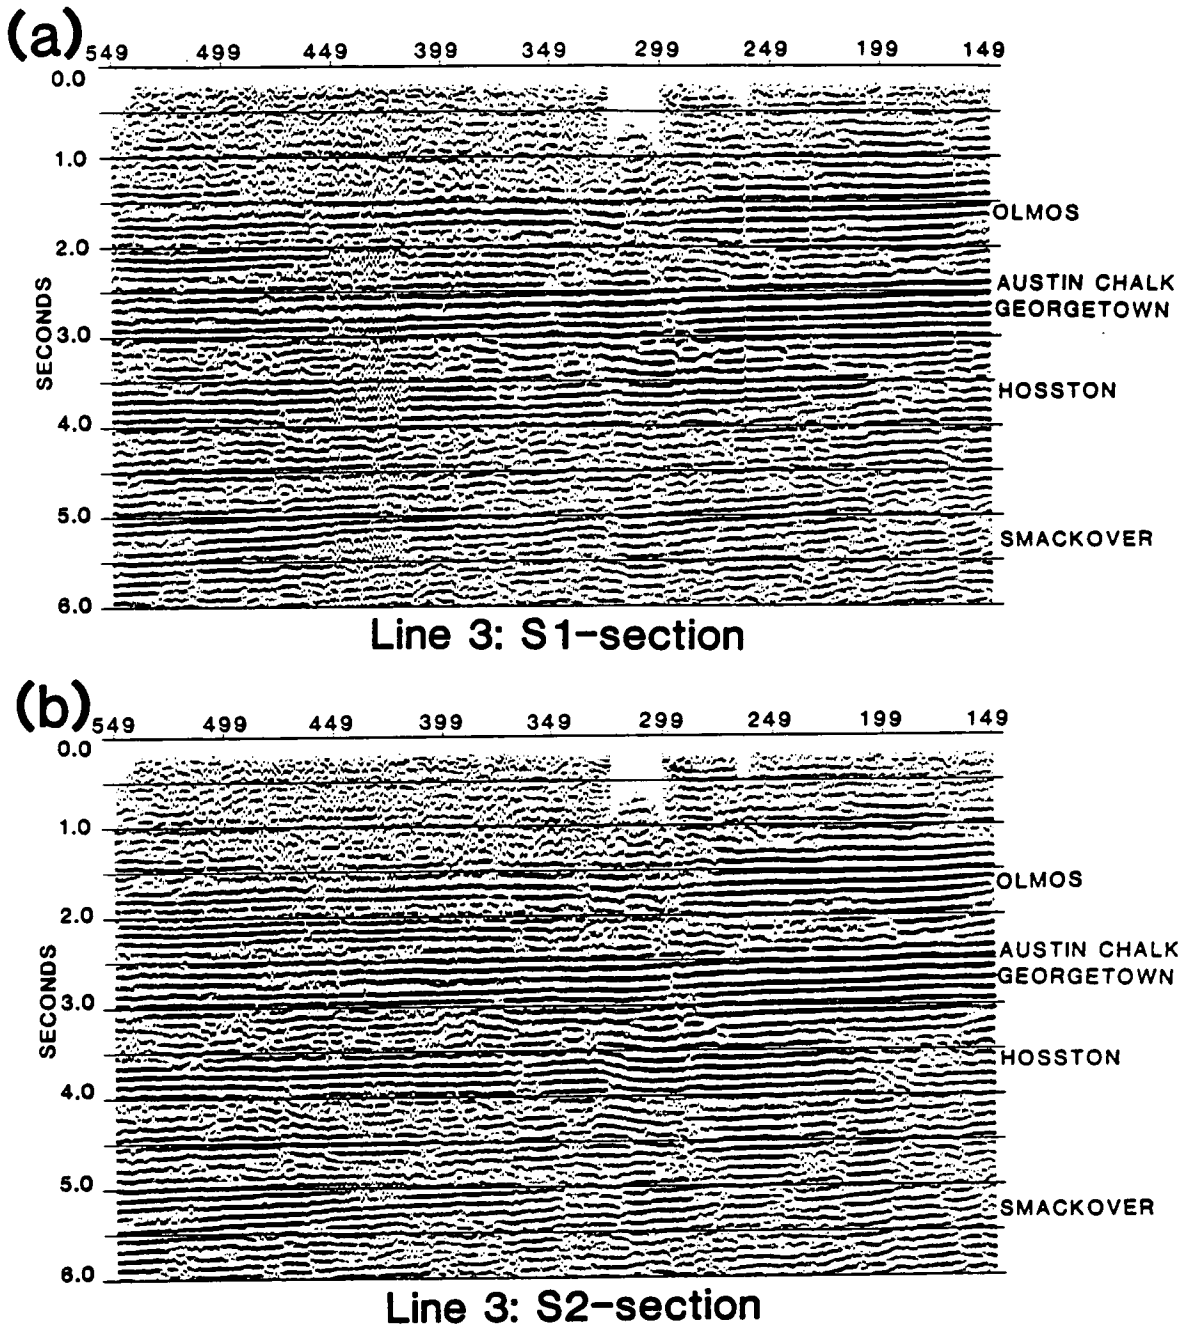 (a)
549 499 449 399 349 299 249 199 149
0.0
1.0
2.0
3.0
4.0
5.0
6.0
SECONDS
OLMOS
AUSTIN CHALK
GEORGETOWN
HOSSTON
SMACKOVER
Line 3: S1-section
(b)
549 499 449 399 349 299 249 199 149
0.0
1.0
2.0
3.0
4.0
5.0
6.0
SECONDS
OLMOS
AUSTIN CHALK
GEORGETOWN
HOSSTON
SMACKOVER
Line 3: S2-section